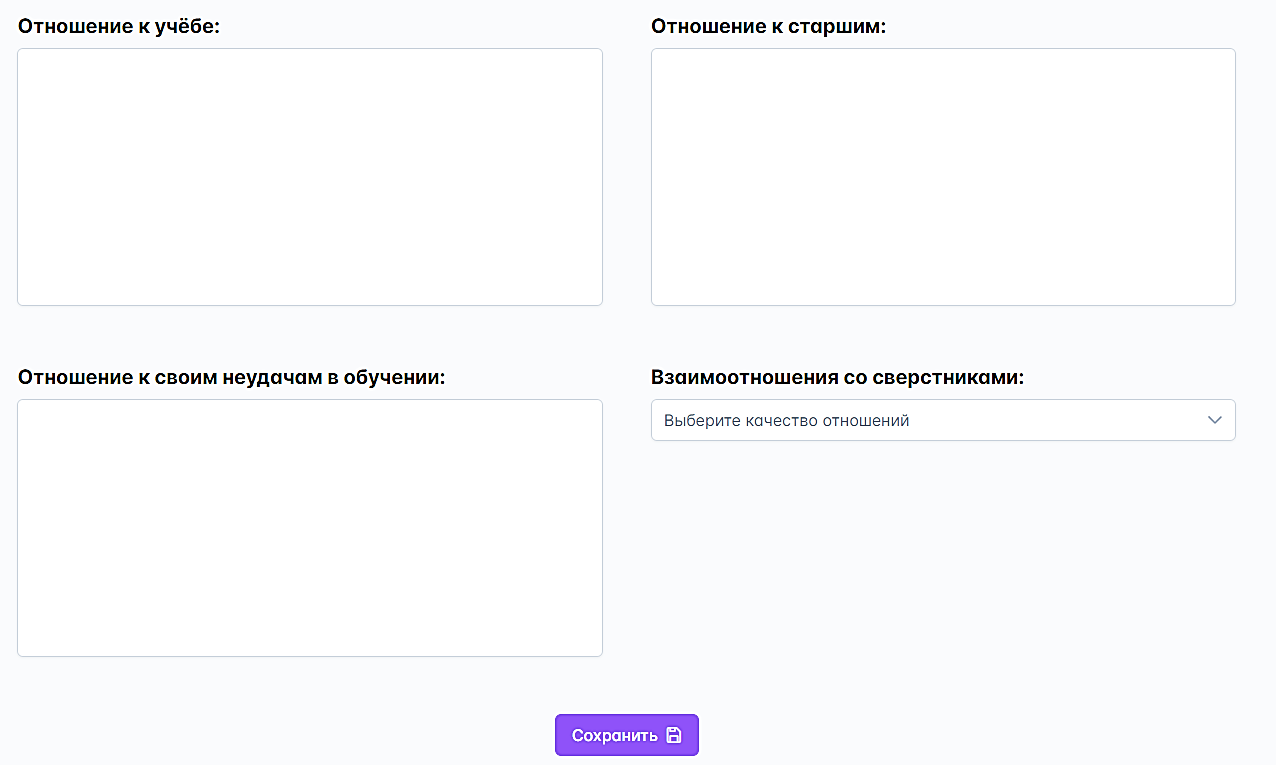 Отношение к учёбе:
Отношение к старшим:
Отношение к своим неудачам в обучении:
Взаимоотношения со сверстниками:
Выберите качество отношений
Сохранить